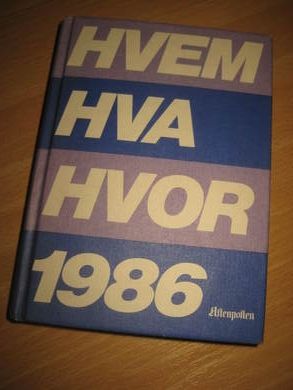 HVEM
HVA
HVOR
1986
Aftenposten